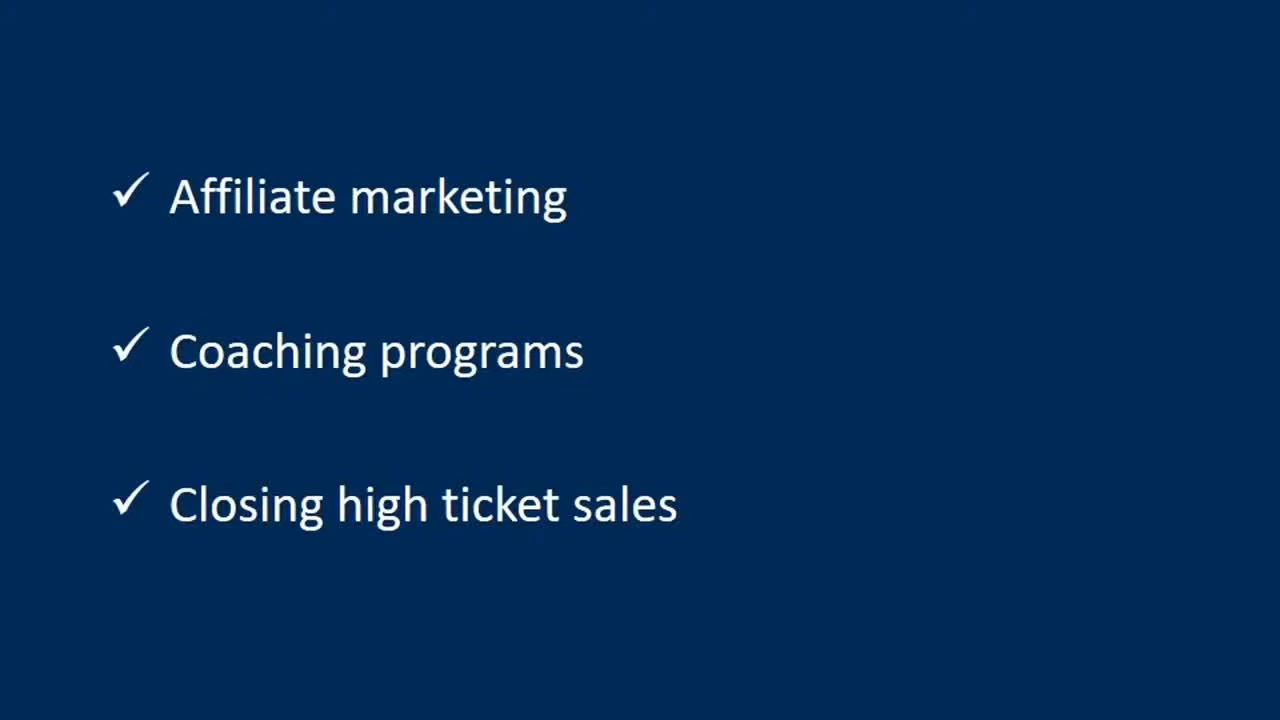 ✓ Affiliate marketing
✓ Coaching programs
✓ Closing high ticket sales